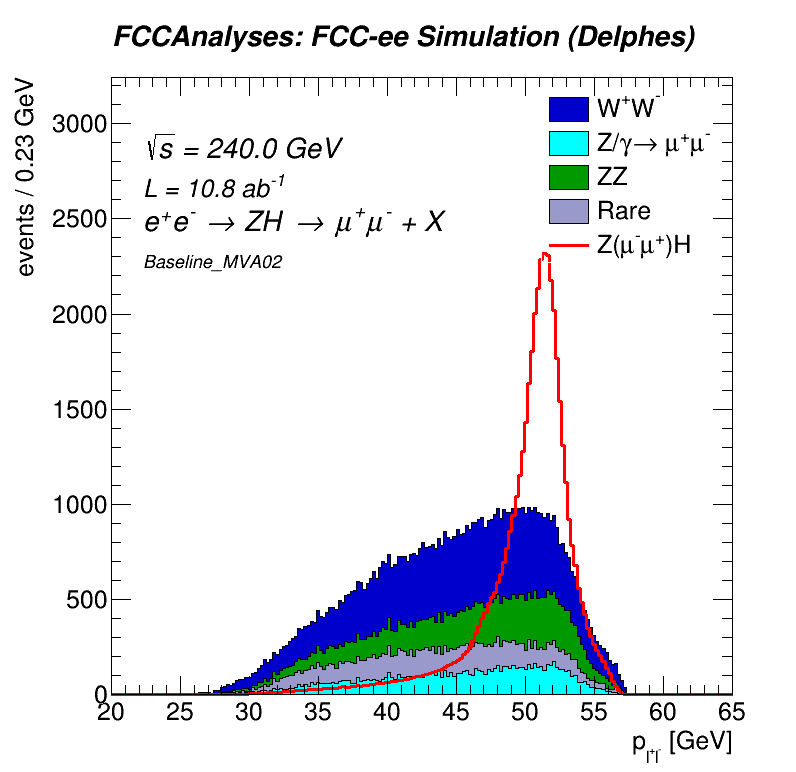 FCCAnalyses: FCC-ee Simulation (Delphes)
events / 0.23 GeV
3000
2500
2000
1500
1000
500
0
√s = 240.0 GeV
L = 10.8 ab⁻¹
e⁺e⁻ → ZH → μ⁺μ⁻ + X
Baseline_MVA02
W⁺W⁻
Z/γ→ μ⁺μ⁻
ZZ
Rare
Z(μ⁻μ⁺)H
20 25 30 35 40 45 50 55 60 65
p_l⁺l⁻ [GeV]